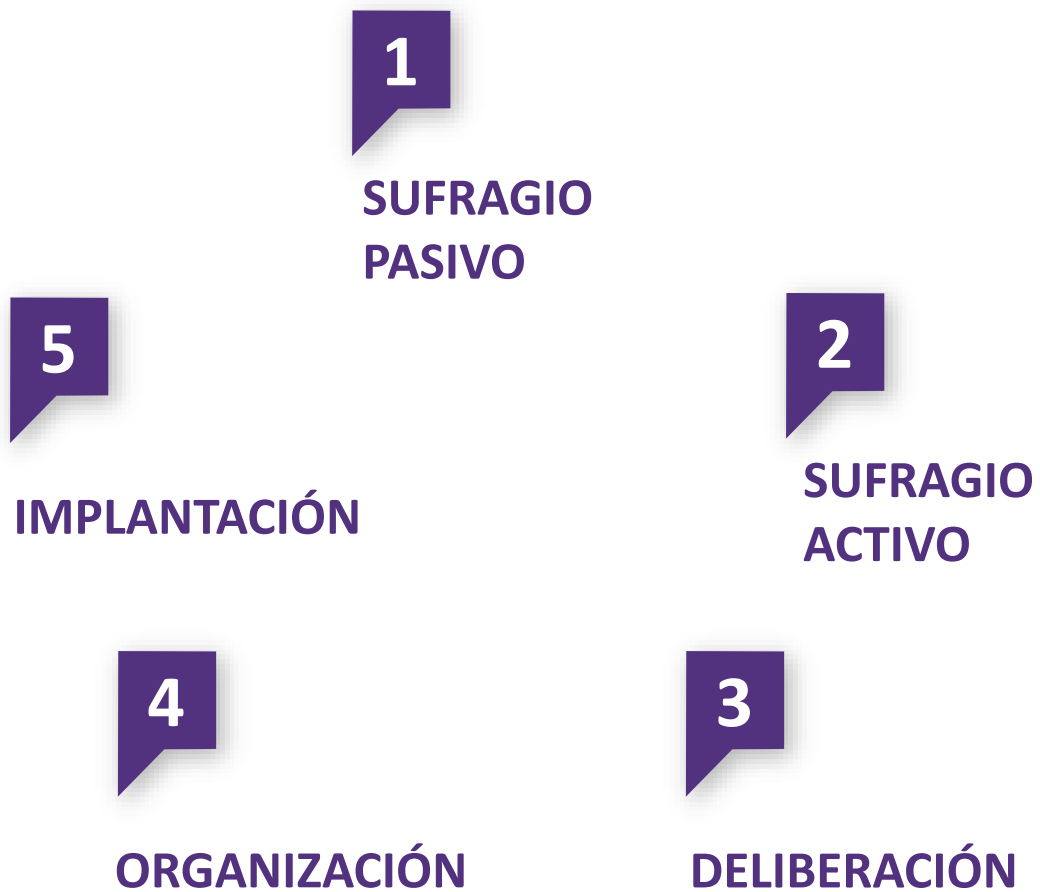 1
SUFRAGIO
PASIVO
2
SUFRAGIO
ACTIVO
3
DELIBERACIÓN
4
ORGANIZACIÓN
5
IMPLANTACIÓN